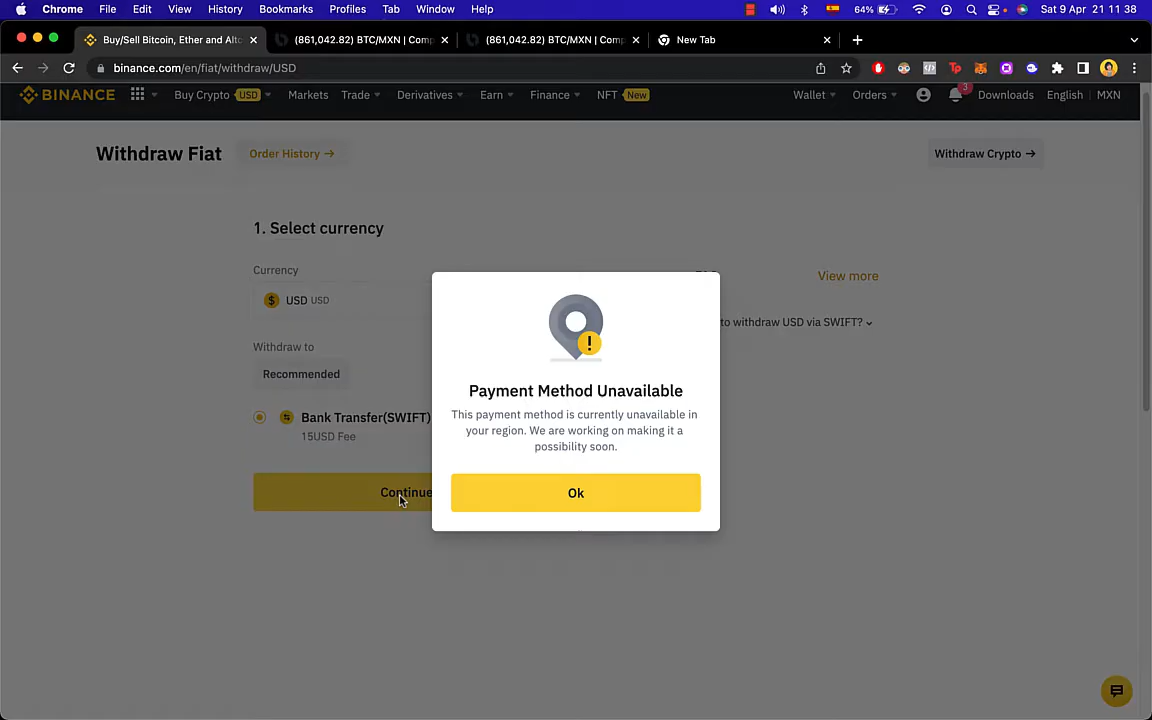 Chrome File Edit View History Bookmarks Profiles Tab Window Help 64% Sat 9 Apr 21 11 38
Buy/Sell Bitcoin, Ether and Alto (861,042.82) BTC/MXN | Comp (861,042.82) BTC/MXN | Comp New Tab
binance.com/en/fiat/withdraw/USD
BINANCE Buy Crypto USD Markets Trade Derivatives Earn Finance NFT New Wallet Orders 3 Downloads English MXN
Withdraw Fiat Order History → Withdraw Crypto →
1. Select currency
Currency
View more
$ USD USD
to withdraw USD via SWIFT?
Withdraw to
Recommended
Bank Transfer(SWIFT)
15USD Fee
Continue
!
Payment Method Unavailable
This payment method is currently unavailable in
your region. We are working on making it a
possibility soon.
Ok